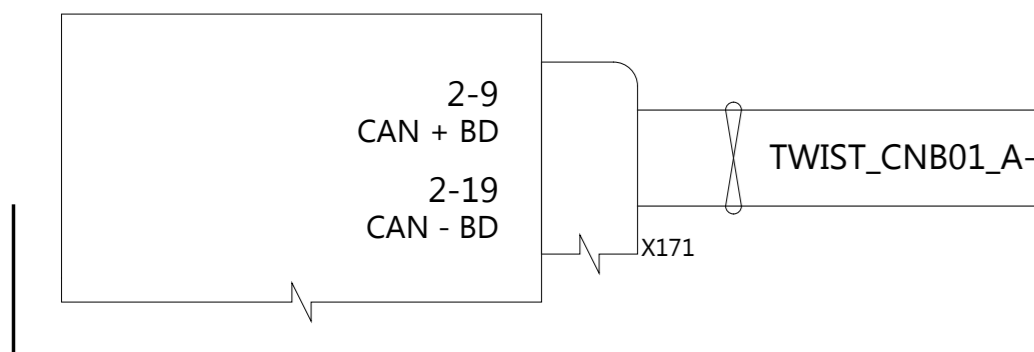 2-9
CAN + BD
2-19
CAN - BD
TWIST_CNB01_A-
X171